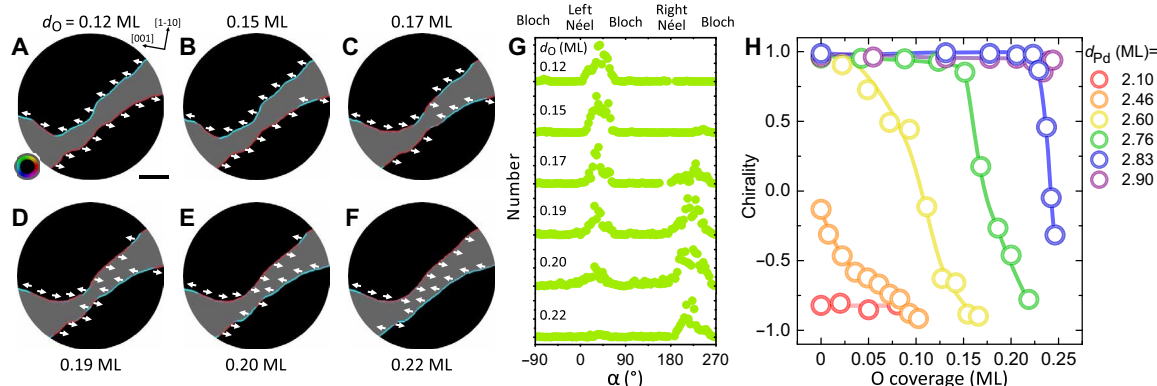 d_O = 0.12 ML
0.15 ML
0.17 ML
[001]
[1-10]
A
B
C
D
E
F
0.19 ML
0.20 ML
0.22 ML
G
Bloch
Left Néel
Bloch
Right Néel
Bloch
d_O (ML)
0.12
0.15
0.17
0.19
0.20
0.22
Number
−90
0
90
180
270
α (°)
H
1.0
0.5
0.0
−0.5
−1.0
Chirality
0
0.05
0.10
0.15
0.20
0.25
O coverage (ML)
d_Pd (ML)=
2.10
2.46
2.60
2.76
2.83
2.90